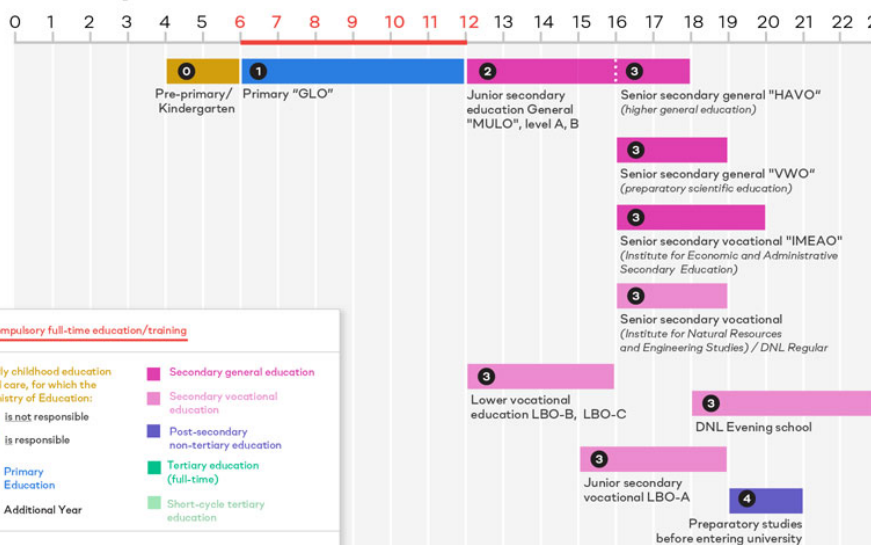 0 1 2 3 4 5 6 7 8 9 10 11 12 13 14 15 16 17 18 19 20 21 22
0
Pre-primary/
Kindergarten
1
Primary "GLO"
2
Junior secondary
education General
"MULO", level A, B
3
Senior secondary general "HAVO"
(higher general education)
3
Senior secondary general "VWO"
(preparatory scientific education)
3
Senior secondary vocational "IMEAO"
(Institute for Economic and Administrative
Secondary Education)
3
Senior secondary vocational
(Institute for Natural Resources
and Engineering Studies) / DNL Regular
3
Lower vocational
education LBO-B, LBO-C
3
DNL Evening school
3
Junior secondary
vocational LBO-A
4
Preparatory studies
before entering university
full-time education/training
childhood education
care, for which the
of Education:
is not responsible
is responsible
Primary
Education
Additional Year
Secondary general education
Secondary vocational
education
Post-secondary
non-tertiary education
Tertiary education
(full-time)
Short-cycle tertiary
education